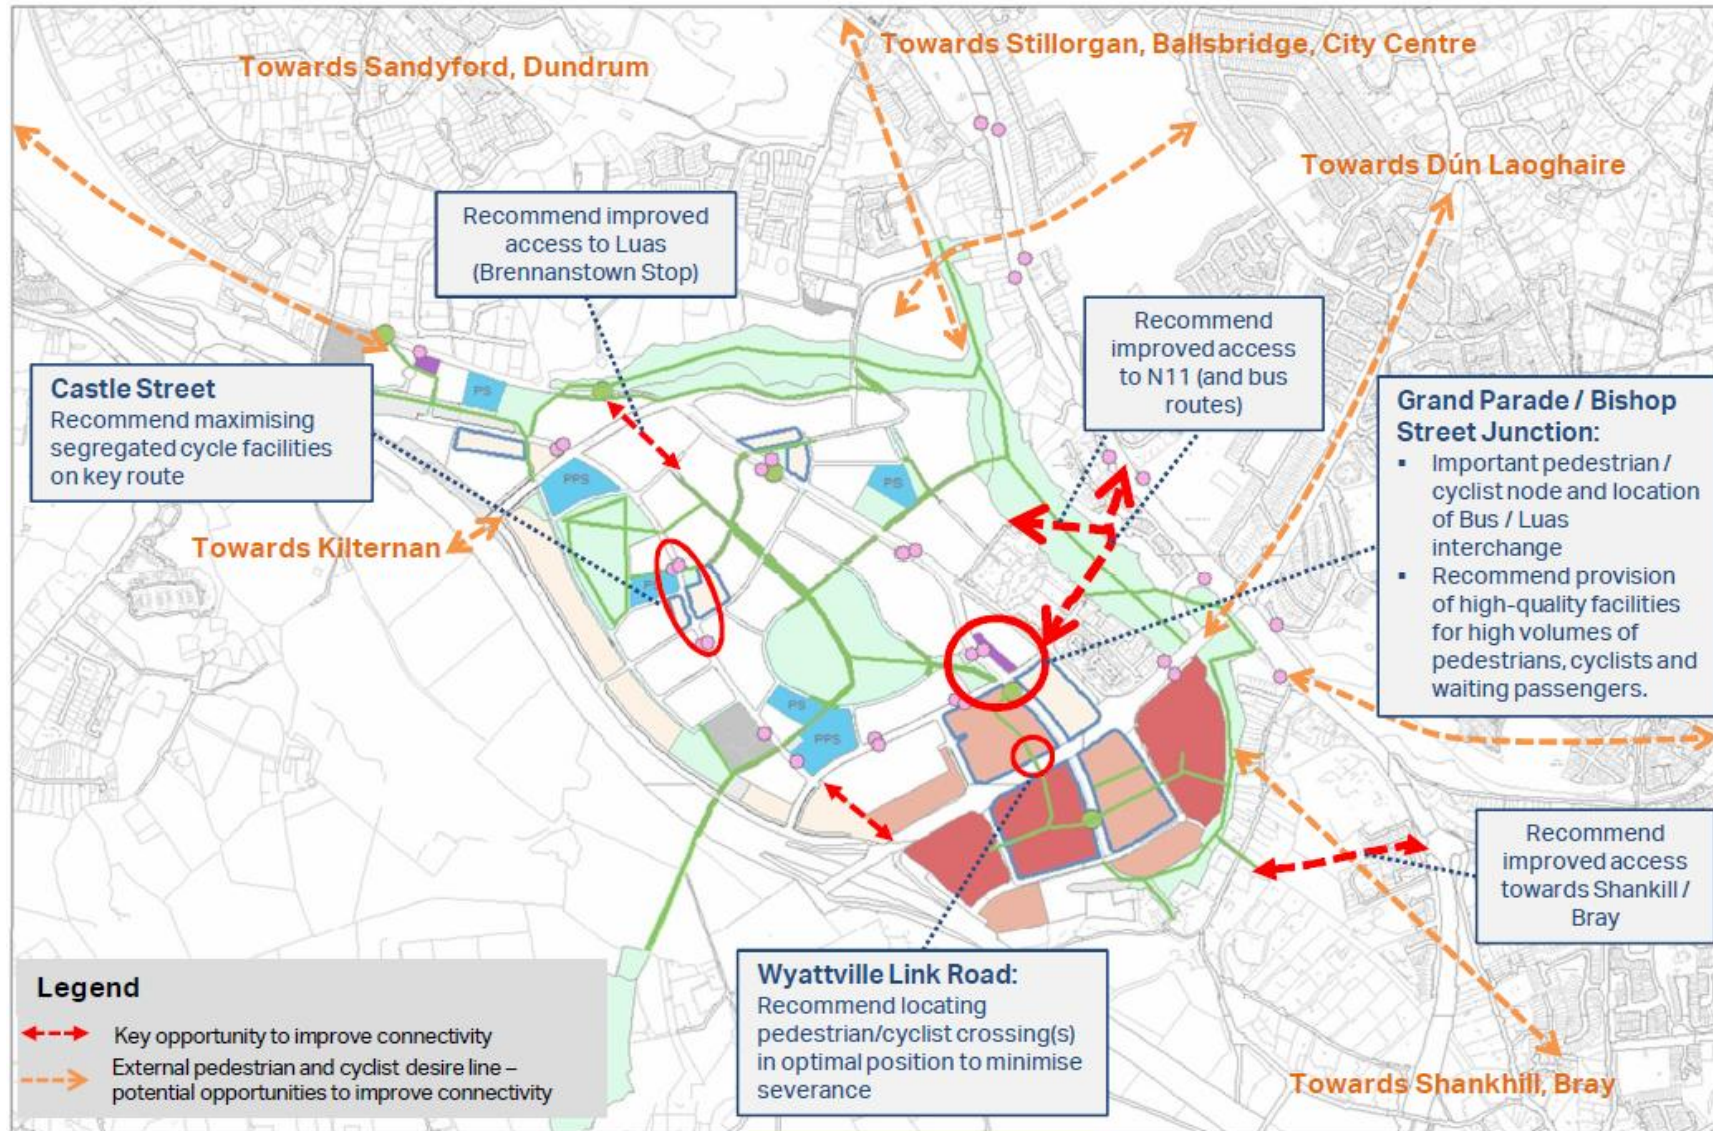 Towards Stillorgan, Ballsbridge, City Centre
Towards Sandyford, Dundrum
Towards Dún Laoghaire
Recommend improved
access to Luas
(Brennanstown Stop)
Recommend
improved access
to N11 (and bus
routes)
Castle Street
Recommend maximising
segregated cycle facilities
on key route
Grand Parade / Bishop
Street Junction:
▪ Important pedestrian /
cyclist node and location
of Bus / Luas
interchange
▪ Recommend provision
of high-quality facilities
for high volumes of
pedestrians, cyclists and
waiting passengers.
PS
PPS
PS
Towards Kilternan
PS
PPS
Recommend
improved access
towards Shankill /
Bray
Wyattville Link Road:
Recommend locating
pedestrian/cyclist crossing(s)
in optimal position to minimise
severance
Towards Shankhill, Bray
Legend
Key opportunity to improve connectivity
External pedestrian and cyclist desire line –
potential opportunities to improve connectivity